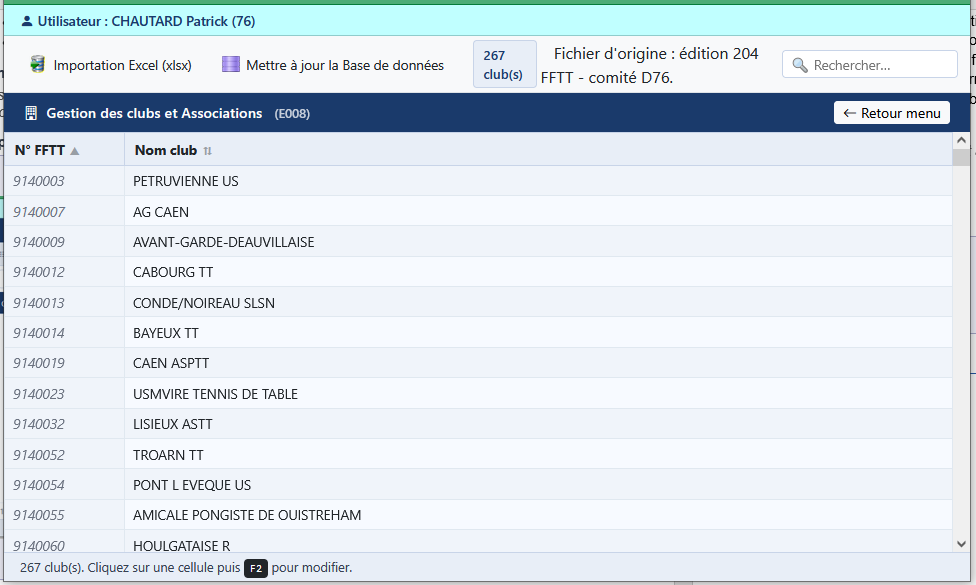 Utilisateur : CHAUTARD Patrick (76)
Importation Excel (xlsx)
Mettre à jour la Base de données
267
club(s)
Fichier d'origine : édition 204
FFTT - comité D76.
Rechercher...
Gestion des clubs et Associations (E008)
← Retour menu
N° FFTT ▲ Nom club ⇅
9140003 PETRUVIENNE US
9140007 AG CAEN
9140009 AVANT-GARDE-DEAUVILLAISE
9140012 CABOURG TT
9140013 CONDE/NOIREAU SLSN
9140014 BAYEUX TT
9140019 CAEN ASPTT
9140023 USMVIRE TENNIS DE TABLE
9140032 LISIEUX ASTT
9140052 TROARN TT
9140054 PONT L EVEQUE US
9140055 AMICALE PONGISTE DE OUISTREHAM
9140060 HOULGATAISE R
267 club(s). Cliquez sur une cellule puis F2 pour modifier.